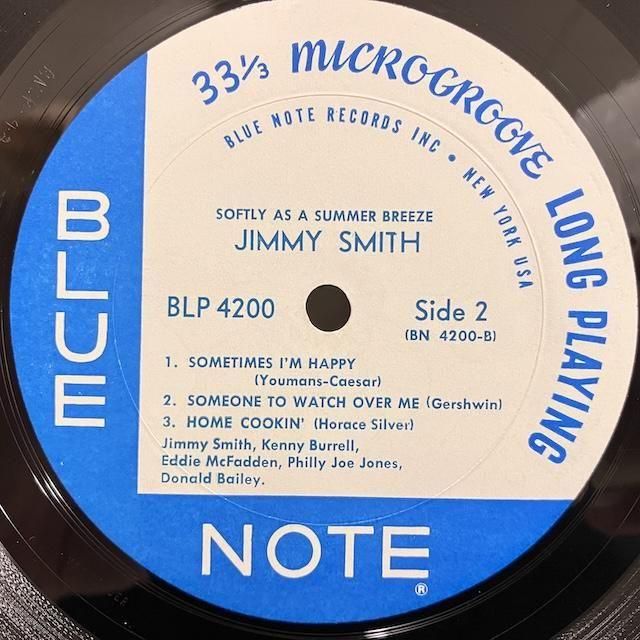 33⅓ MICROGROOVE LONG PLAYING
BLUE NOTE RECORDS INC • NEW YORK USA
SOFTLY AS A SUMMER BREEZE
JIMMY SMITH
BLP 4200
Side 2
(BN 4200-B)
1. SOMETIMES I'M HAPPY
(Youmans-Caesar)
2. SOMEONE TO WATCH OVER ME (Gershwin)
3. HOME COOKIN' (Horace Silver)
Jimmy Smith, Kenny Burrell,
Eddie McFadden, Philly Joe Jones,
Donald Bailey.
BLUE
NOTE®